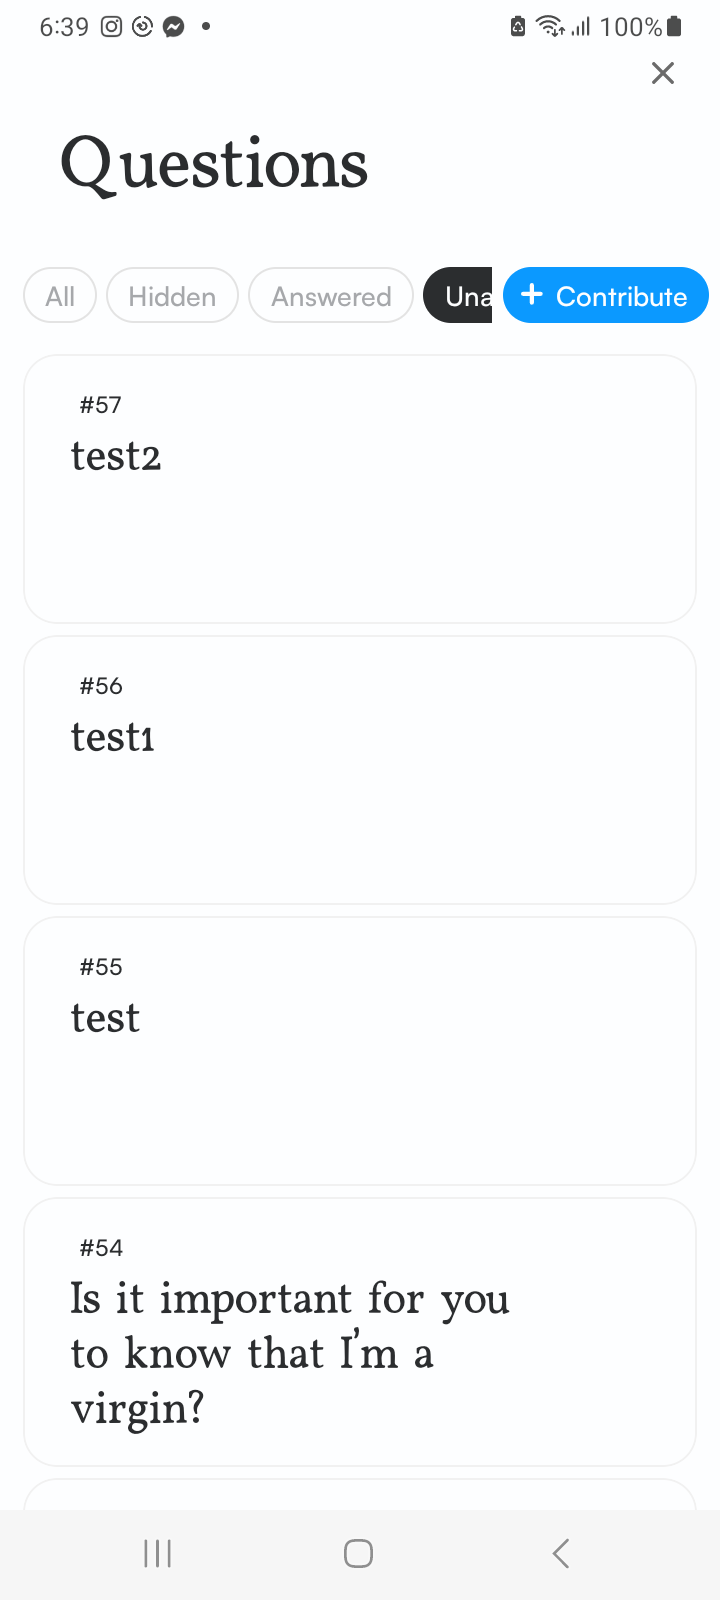 6:39 100%
Questions
All Hidden Answered Una + Contribute
#57
test2
#56
test1
#55
test
#54
Is it important for you
to know that I'm a
virgin?